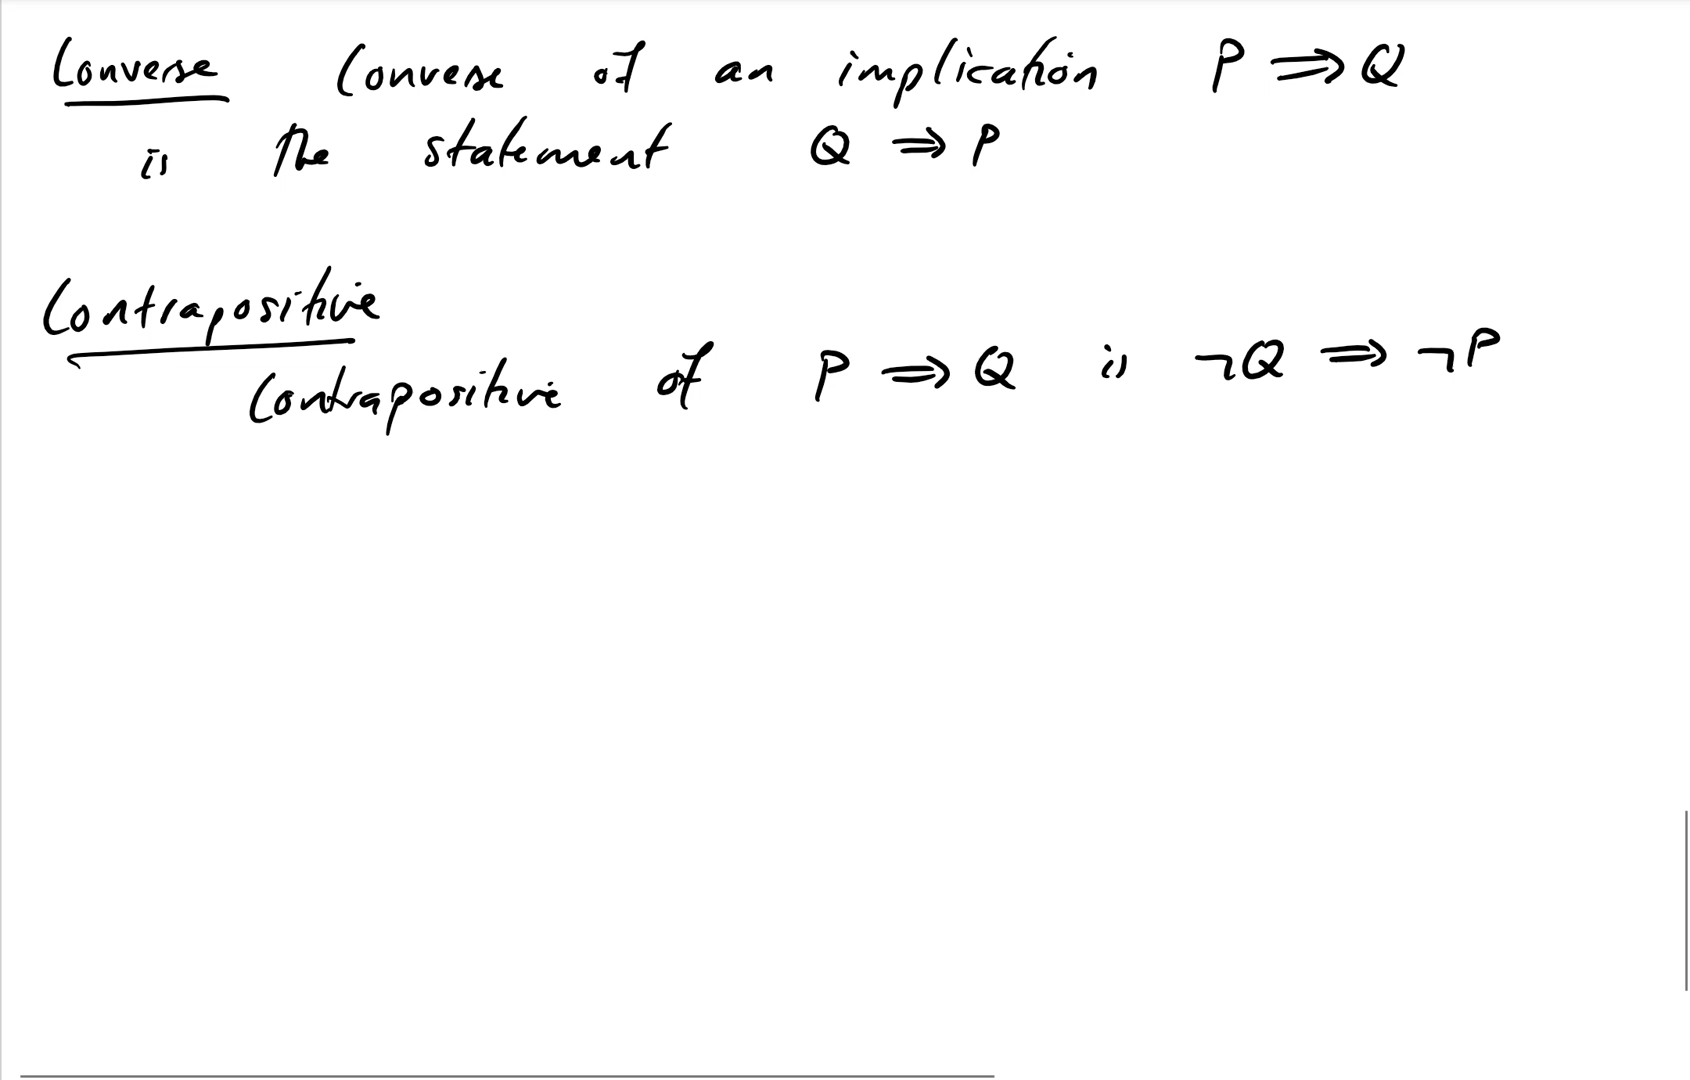 Converse Converse of an implication P ⟹ Q
is the statement Q ⟹ P
Contrapositive
Contrapositive of P ⟹ Q is ¬Q ⟹ ¬P